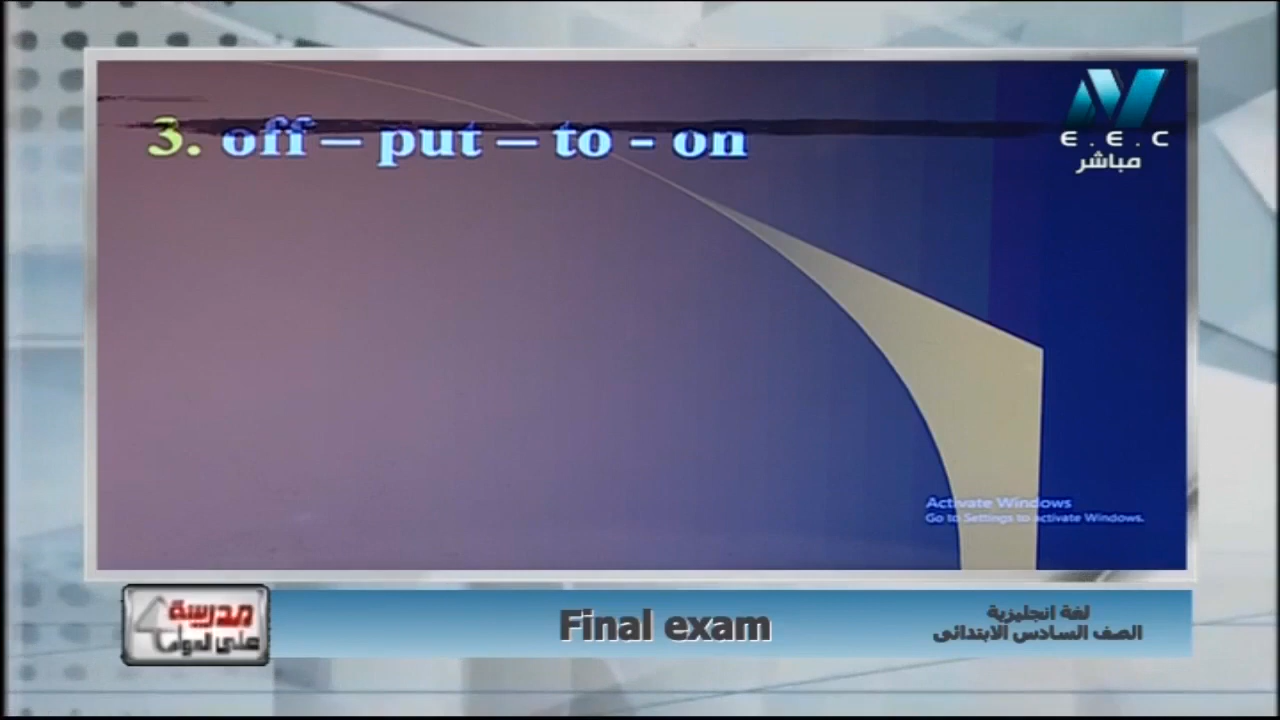 3. off – put – to - on
E.E.C
مباشر
Activate Windows
Go to Settings to activate Windows.
مدرسة
على الهواء
Final exam
لغة انجليزية
الصف السادس الابتدائى